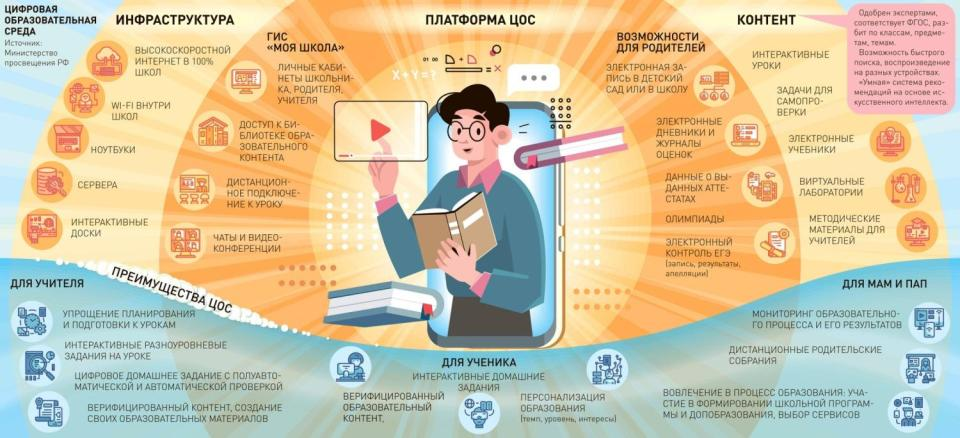 ЦИФРОВАЯ
ОБРАЗОВАТЕЛЬНАЯ
СРЕДА
Источник:
Министерство
просвещения РФ
ИНФРАСТРУКТУРА
ВЫСОКОСКОРОСТНОЙ
ИНТЕРНЕТ В 100%
ШКОЛ
WI-FI ВНУТРИ
ШКОЛ
НОУТБУКИ
СЕРВЕРА
ИНТЕРАКТИВНЫЕ
ДОСКИ
ПЛАТФОРМА ЦОС
ГИС
«МОЯ ШКОЛА»
ЛИЧНЫЕ КАБИ-
НЕТЫ ШКОЛЬНИ-
КА, РОДИТЕЛЯ,
УЧИТЕЛЯ
ДОСТУП К БИ-
БЛИОТЕКЕ ОБРА-
ЗОВАТЕЛЬНОГО
КОНТЕНТА
ДИСТАНЦИОН-
НОЕ ПОДКЛЮЧЕ-
НИЕ К УРОКУ
ЧАТЫ И ВИДЕО-
КОНФЕРЕНЦИИ
X+Y=?
01 00
ВОЗМОЖНОСТИ
ДЛЯ РОДИТЕЛЕЙ
ЭЛЕКТРОННАЯ ЗА-
ПИСЬ В ДЕТСКИЙ
САД ИЛИ В ШКОЛУ
ЭЛЕКТРОННЫЕ
ДНЕВНИКИ И
ЖУРНАЛЫ
ОЦЕНОК
ДАННЫЕ О ВЫ-
ДАННЫХ АТТЕ-
СТАТАХ
ОЛИМПИАДЫ
ЭЛЕКТРОННЫЙ
КОНТРОЛЬ ЕГЭ
(запись, результаты,
апелляции)
КОНТЕНТ
Одобрен экспертами,
соответствует ФГОС, раз-
бит по классам, предме-
там, темам.
Возможность быстрого
поиска, воспроизведение
на разных устройствах.
«Умная» система реко-
мендаций на основе ис-
кусственного интеллекта.
ИНТЕРАКТИВНЫЕ
УРОКИ
ЗАДАЧИ ДЛЯ
САМОПРО-
ВЕРКИ
ЭЛЕКТРОННЫЕ
УЧЕБНИКИ
ВИРТУАЛЬНЫЕ
ЛАБОРАТОРИИ
МЕТОДИЧЕСКИЕ
МАТЕРИАЛЫ ДЛЯ
УЧИТЕЛЕЙ
ПРЕИМУЩЕСТВА ЦОС
ДЛЯ УЧИТЕЛЯ
УПРОЩЕНИЕ ПЛАНИРОВАНИЯ
И ПОДГОТОВКИ К УРОКАМ
ИНТЕРАКТИВНЫЕ РАЗНОУРОВНЕВЫЕ
ЗАДАНИЯ НА УРОКЕ
ЦИФРОВОЕ ДОМАШНЕЕ ЗАДАНИЕ С ПОЛУАВТО-
МАТИЧЕСКОЙ И АВТОМАТИЧЕСКОЙ ПРОВЕРКОЙ
ВЕРИФИЦИРОВАННЫЙ КОНТЕНТ, СОЗДАНИЕ
СВОИХ ОБРАЗОВАТЕЛЬНЫХ МАТЕРИАЛОВ
ДЛЯ УЧЕНИКА
ИНТЕРАКТИВНЫЕ ДОМАШНИЕ
ЗАДАНИЯ
ВЕРИФИЦИРОВАННЫЙ
ОБРАЗОВАТЕЛЬНЫЙ
КОНТЕНТ,
ПЕРСОНАЛИЗАЦИЯ
ОБРАЗОВАНИЯ
(темп, уровень, интересы)
ДЛЯ МАМ И ПАП
МОНИТОРИНГ ОБРАЗОВАТЕЛЬНО-
ГО ПРОЦЕССА И ЕГО РЕЗУЛЬТАТОВ
ДИСТАНЦИОННЫЕ РОДИТЕЛЬСКИЕ
СОБРАНИЯ
ВОВЛЕЧЕНИЕ В ПРОЦЕСС ОБРАЗОВАНИЯ: УЧА-
СТИЕ В ФОРМИРОВАНИИ ШКОЛЬНОЙ ПРОГРАМ-
МЫ И ДОПОБРАЗОВАНИЯ, ВЫБОР СЕРВИСОВ